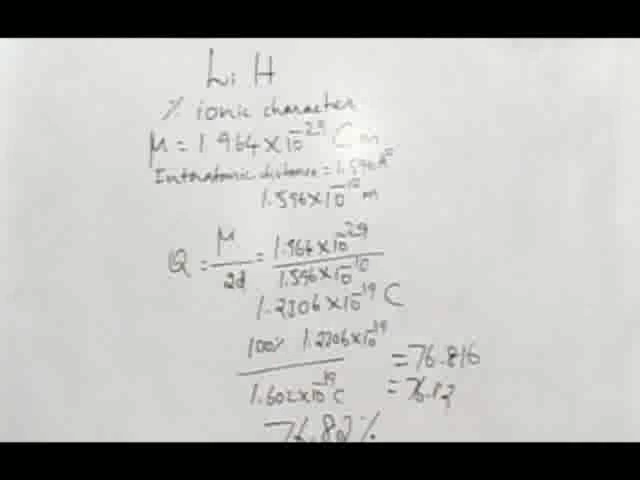 Li H
% ionic character
μ = 1.964×10⁻²⁹ Cm
Interatomic distance = 1.596A°
1.596×10⁻¹⁰ m
Q = μ/2d = 1.964×10⁻²⁹/1.596×10⁻¹⁰
1.2306×10⁻¹⁹ C
100% 1.2306×10⁻¹⁹
= 76.816
1.602×10⁻¹⁹ C
76.82%